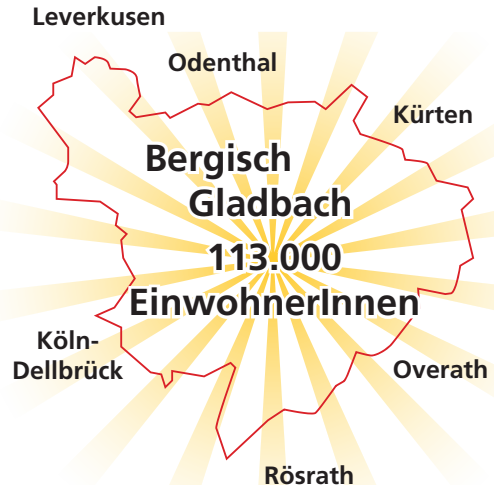 Leverkusen
Odenthal
Kürten
Bergisch
Gladbach
113.000
EinwohnerInnen
Köln-
Dellbrück
Overath
Rösrath